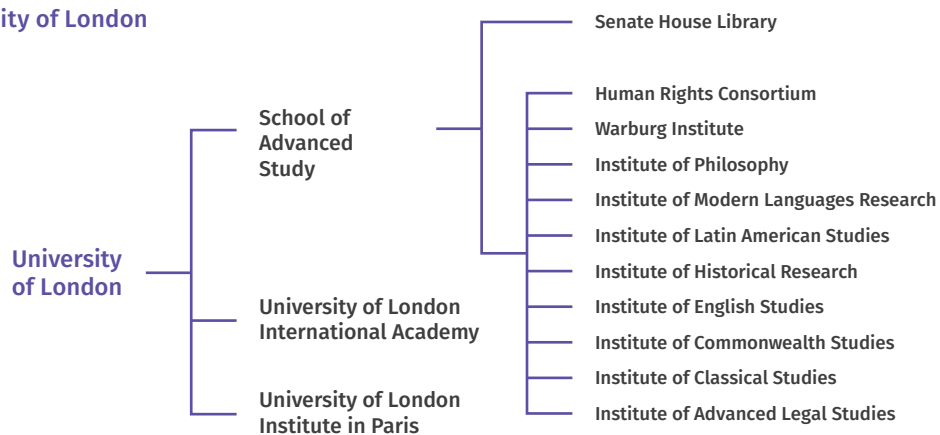 ity of London
Senate House Library
Human Rights Consortium
School of
Advanced
Study
Warburg Institute
Institute of Philosophy
Institute of Modern Languages Research
Institute of Latin American Studies
University
of London
Institute of Historical Research
University of London
International Academy
Institute of English Studies
Institute of Commonwealth Studies
Institute of Classical Studies
University of London
Institute in Paris
Institute of Advanced Legal Studies